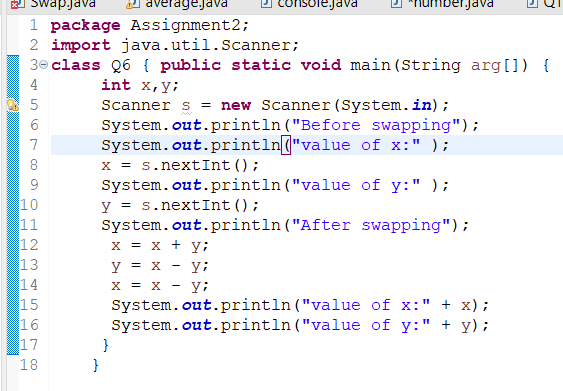 Swap.java average.java console.java *number.java Q1
1 package Assignment2;
2 import java.util.Scanner;
3 class Q6 { public static void main(String arg[]) {
4 int x,y;
5 Scanner s = new Scanner(System.in);
6 System.out.println("Before swapping");
7 System.out.println("value of x:" );
8 x = s.nextInt();
9 System.out.println("value of y:" );
10 y = s.nextInt();
11 System.out.println("After swapping");
12 x = x + y;
13 y = x - y;
14 x = x - y;
15 System.out.println("value of x:" + x);
16 System.out.println("value of y:" + y);
17 }
18 }